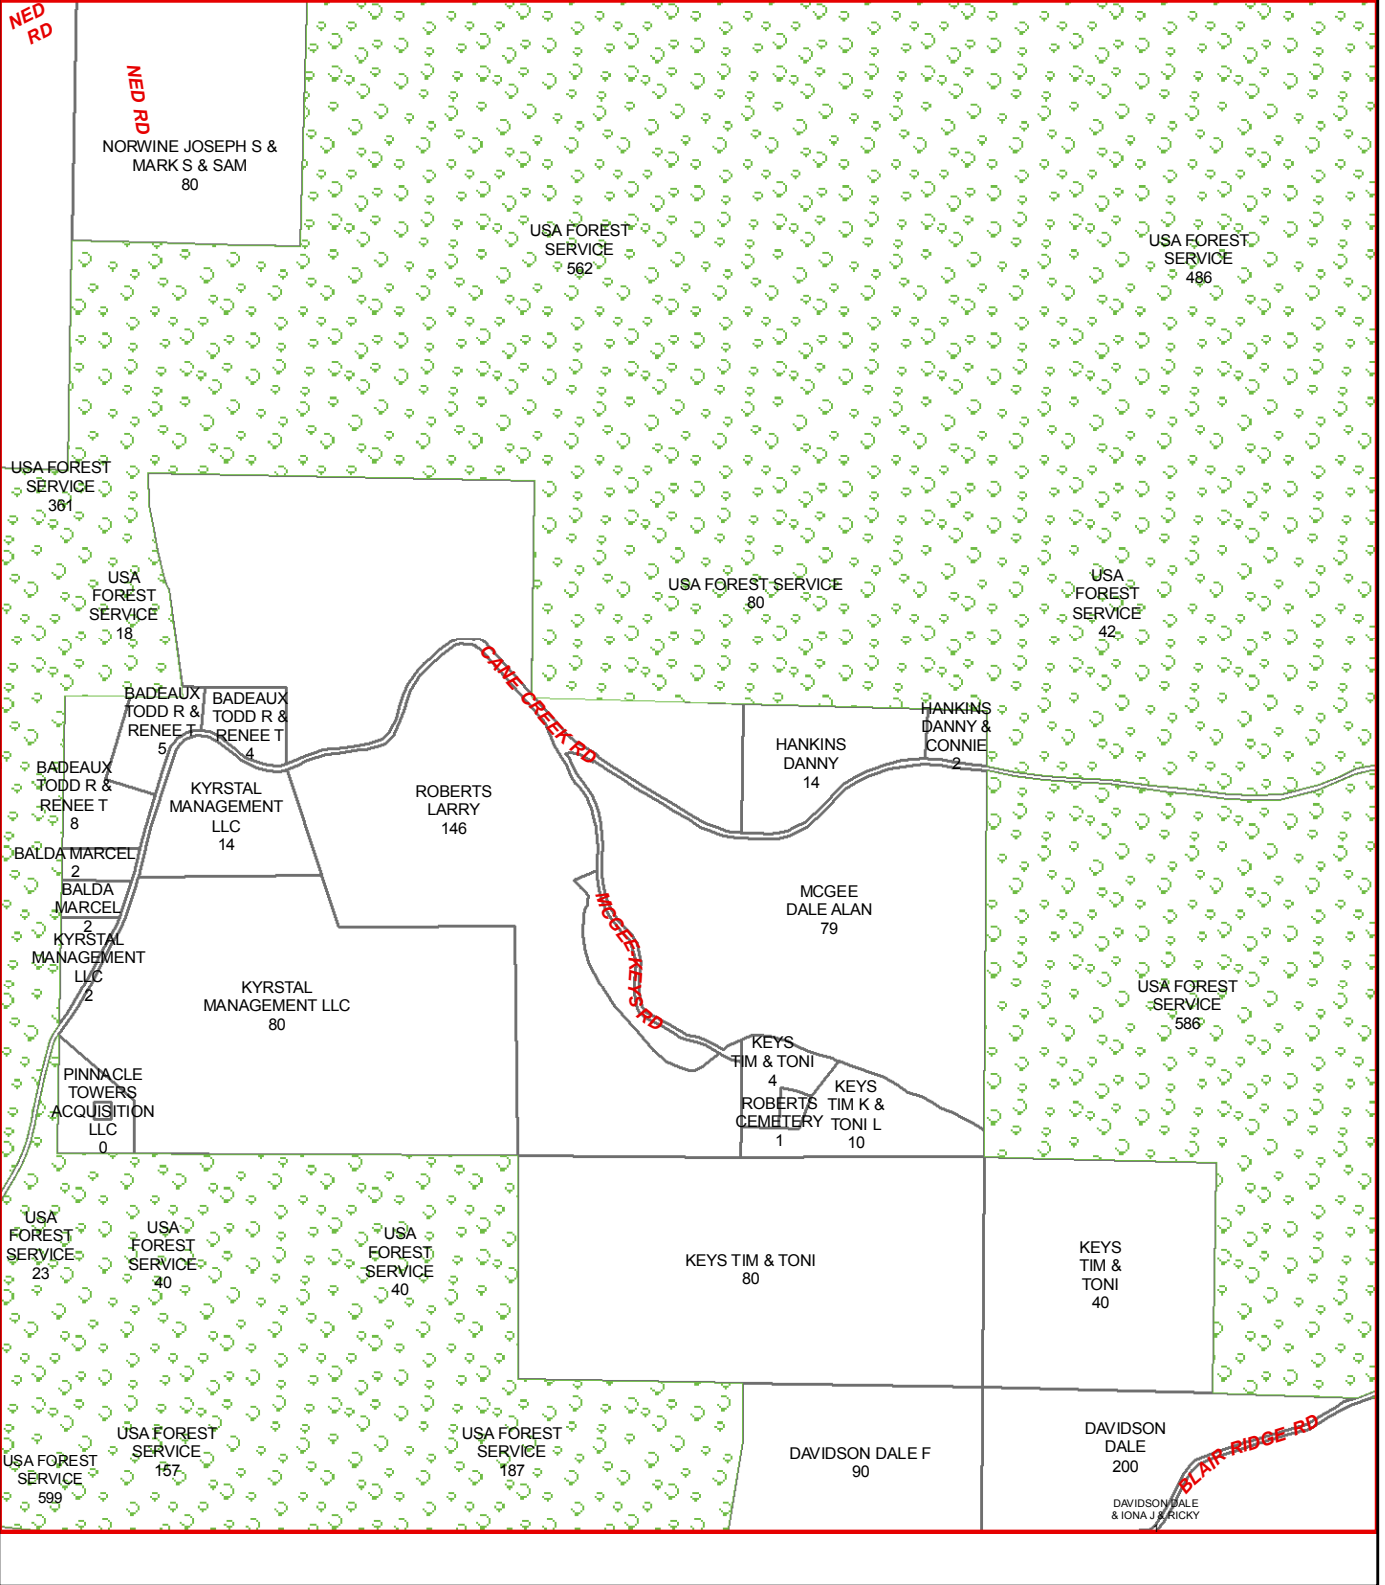 NED
RD
NED RD
NORWINE JOSEPH S &
MARK S & SAM
80
USA FOREST
SERVICE
562
USA FOREST
SERVICE
486
USA FOREST
SERVICE
361
USA
FOREST
SERVICE
18
USA FOREST SERVICE
80
USA
FOREST
SERVICE
42
CANE CREEK RD
BADEAUX
TODD R &
RENEE T
5
BADEAUX
TODD R &
RENEE T
4
HANKINS
DANNY
14
HANKINS
DANNY &
CONNIE
2
BADEAUX
TODD R &
RENEE T
8
KYRSTAL
MANAGEMENT
LLC
14
ROBERTS
LARRY
146
BALDA MARCEL
2
BALDA
MARCEL
2
MCGEE
DALE ALAN
79
MCGEE-KEYS RD
KYRSTAL
MANAGEMENT
LLC
2
KYRSTAL
MANAGEMENT LLC
80
USA FOREST
SERVICE
586
PINNACLE
TOWERS
ACQUISITION
LLC
0
KEYS
TIM & TONI
4
ROBERTS
CEMETERY
1
KEYS
TIM K &
TONI L
10
USA
FOREST
SERVICE
23
USA
FOREST
SERVICE
40
USA
FOREST
SERVICE
40
KEYS TIM & TONI
80
KEYS
TIM &
TONI
40
USA FOREST
SERVICE
599
USA FOREST
SERVICE
157
USA FOREST
SERVICE
187
DAVIDSON DALE F
90
DAVIDSON
DALE
200
BLAIR RIDGE RD
DAVIDSON DALE
& IONA J & RICKY